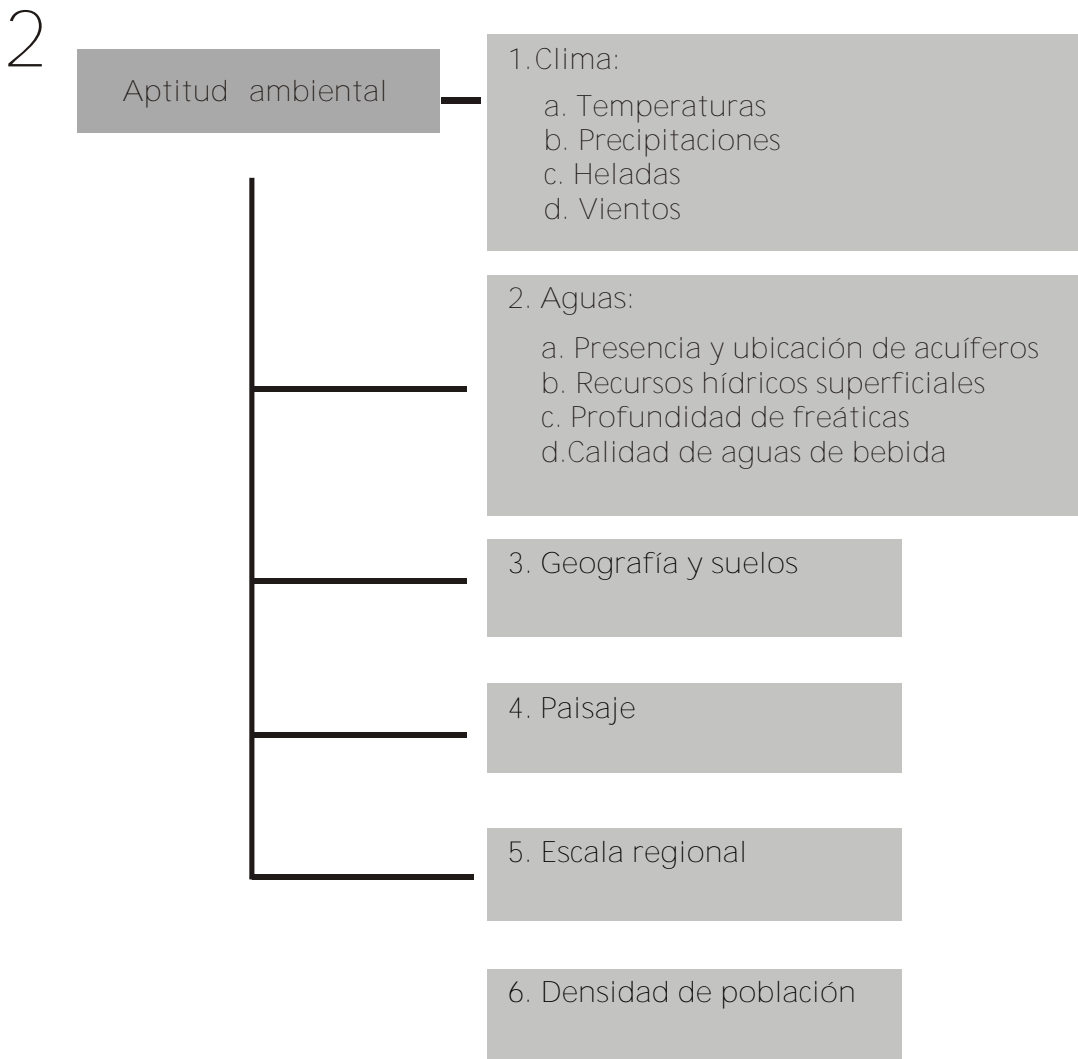 2
Aptitud ambiental
1.Clima:
a. Temperaturas
b. Precipitaciones
c. Heladas
d. Vientos
2. Aguas:
a. Presencia y ubicación de acuíferos
b. Recursos hídricos superficiales
c. Profundidad de freáticas
d.Calidad de aguas de bebida
3. Geografía y suelos
4. Paisaje
5. Escala regional
6. Densidad de población